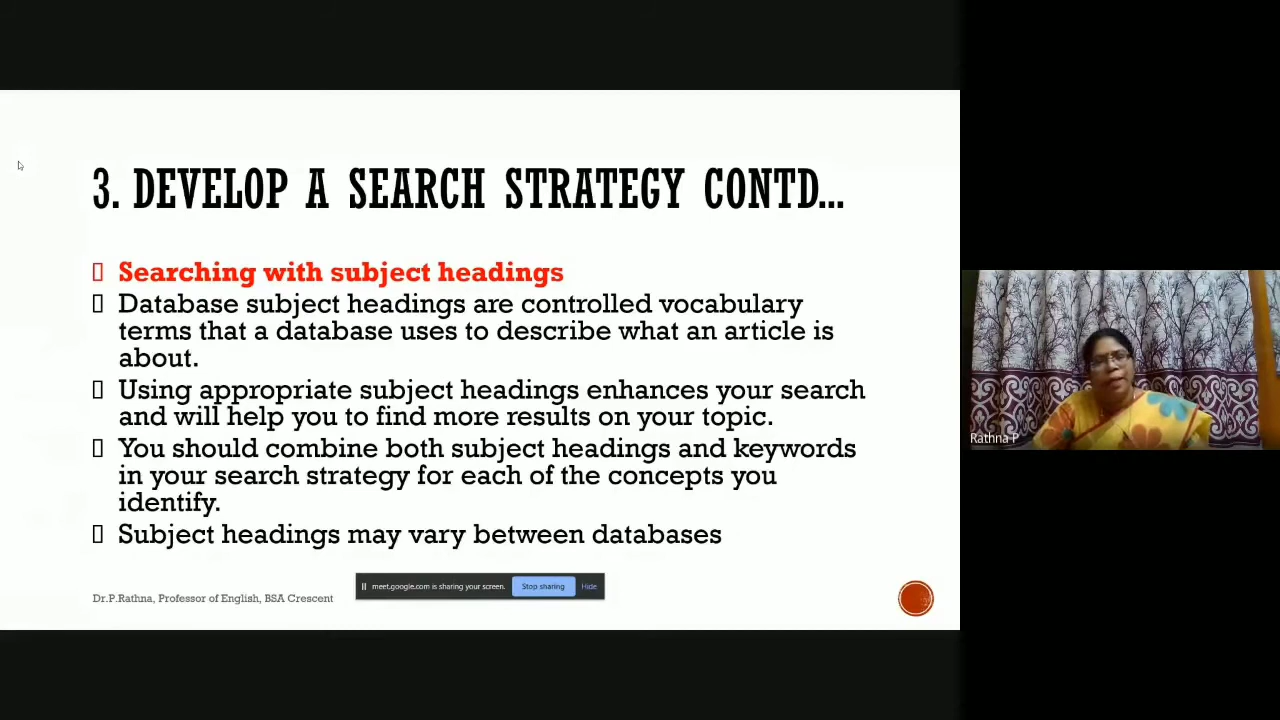 3. DEVELOP A SEARCH STRATEGY CONTD...
Searching with subject headings
Database subject headings are controlled vocabulary
terms that a database uses to describe what an article is
about.
Using appropriate subject headings enhances your search
and will help you to find more results on your topic.
You should combine both subject headings and keywords
in your search strategy for each of the concepts you
identify.
Subject headings may vary between databases
meet.google.com is sharing your screen. Stop sharing Hide
Dr.P.Rathna, Professor of English, BSA Crescent
Rathna P